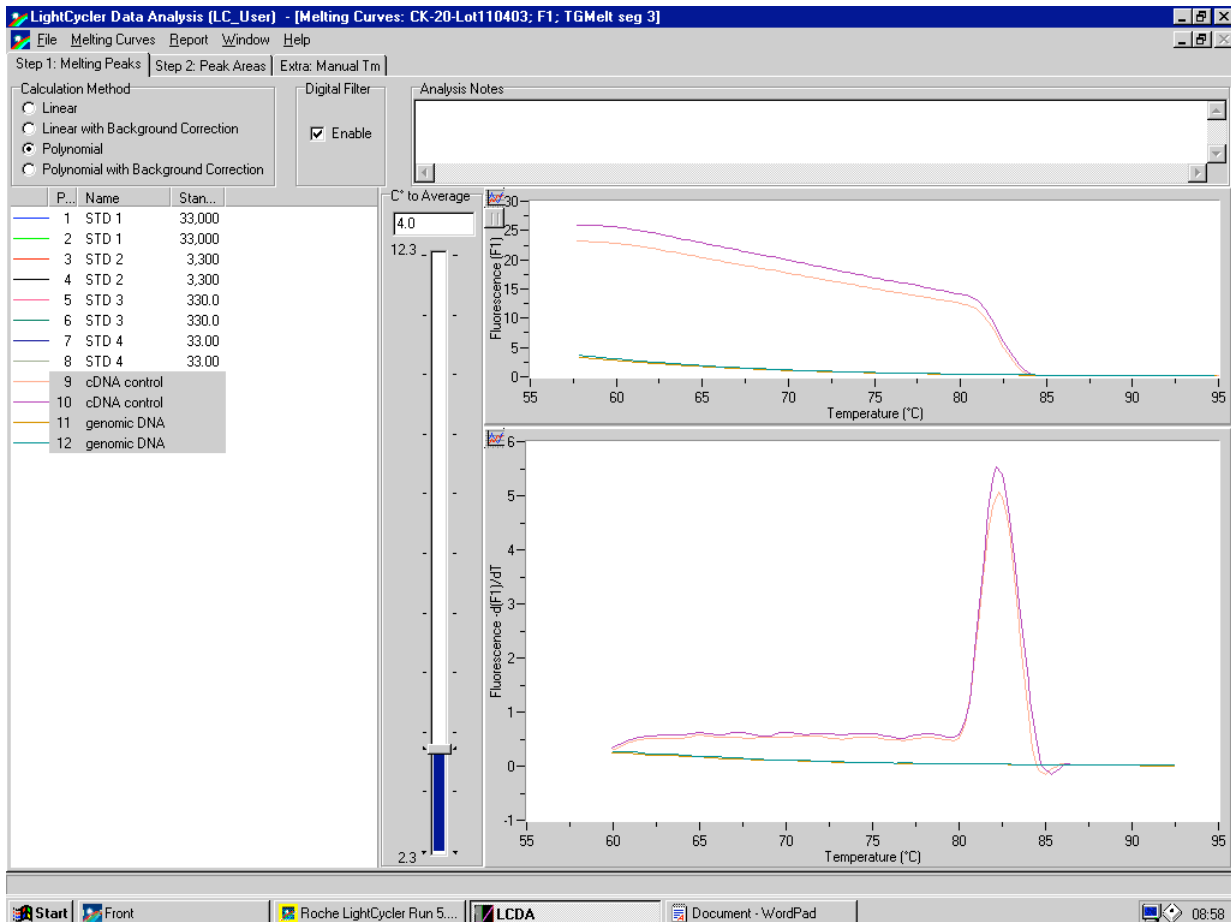 LightCycler Data Analysis (LC_User) - [Melting Curves: CK-20-Lot110403; F1; TGMelt seg 3]
File Melting Curves Report Window Help
Step 1: Melting Peaks Step 2: Peak Areas Extra: Manual Tm
Calculation Method
Linear
Linear with Background Correction
Polynomial
Polynomial with Background Correction
Digital Filter
Enable
Analysis Notes
P... Name Stan...
1 STD 1 33,000
2 STD 1 33,000
3 STD 2 3,300
4 STD 2 3,300
5 STD 3 330.0
6 STD 3 330.0
7 STD 4 33.00
8 STD 4 33.00
9 cDNA control
10 cDNA control
11 genomic DNA
12 genomic DNA
C° to Average
4.0
12.3
2.3
Fluorescence (F1)
30
25
20
15
10
5
0
55 60 65 70 75 80 85 90 95
Temperature (°C)
Fluorescence -d(F1)/dT
6
5
4
3
2
1
0
-1
55 60 65 70 75 80 85 90 95
Temperature (°C)
Start Front Roche LightCycler Run 5.... LCDA Document - WordPad 08:58